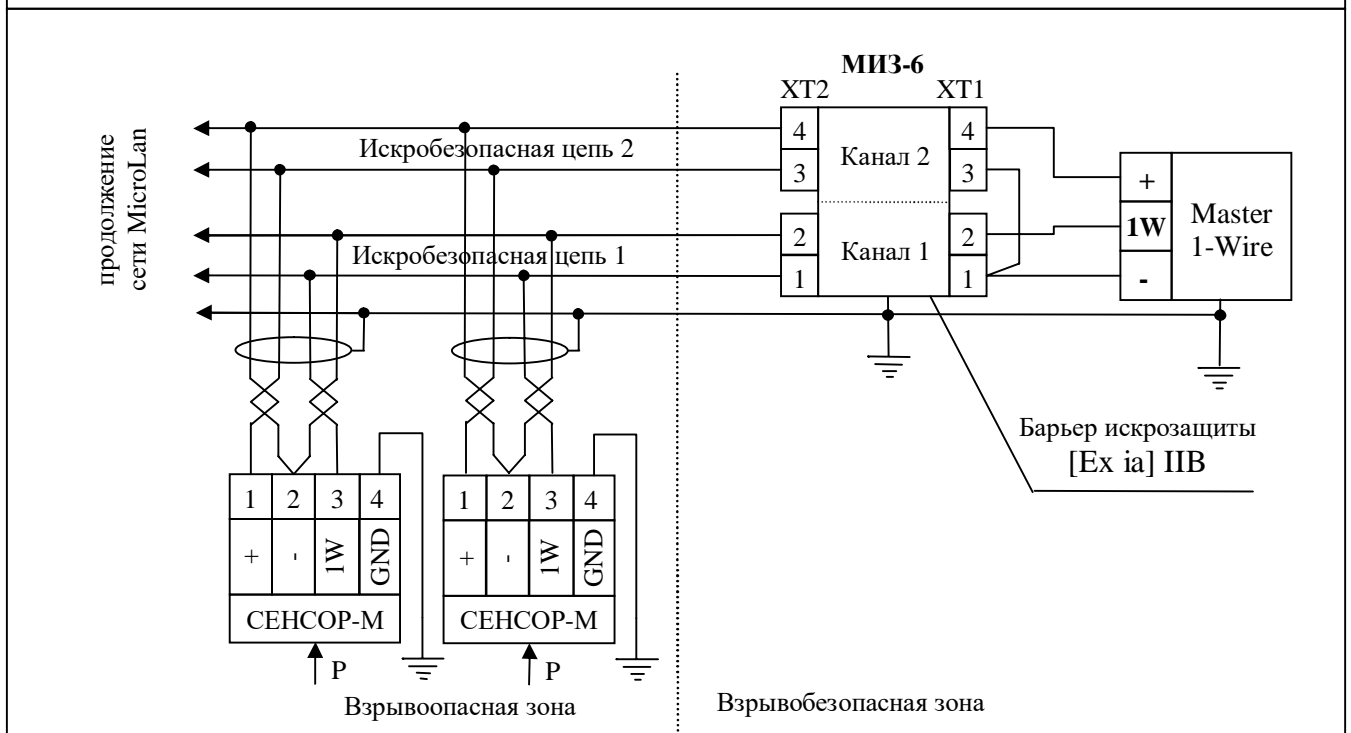 МИЗ-6
XT2
XT1
4
3
2
1
Канал 2
Канал 1
4
3
2
1
+
1W
-
Master
1-Wire
продолжение
сети MicroLan
Искробезопасная цепь 2
Искробезопасная цепь 1
Барьер искрозащиты
[Ex ia] IIB
1 2 3 4
+ - 1W GND
СЕНСОР-М
P
1 2 3 4
+ - 1W GND
СЕНСОР-М
P
Взрывоопасная зона
Взрывобезопасная зона